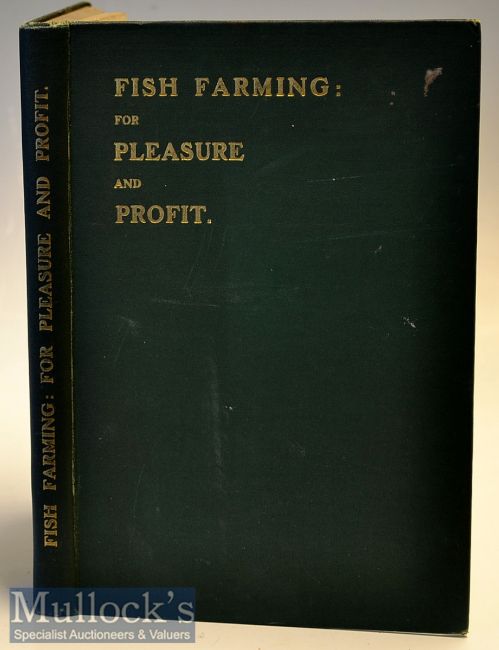 FISH FARMING:
FOR
PLEASURE
AND
PROFIT.
FISH FARMING: FOR PLEASURE AND PROFIT.
Mullock's
Specialist Auctioneers & Valuers